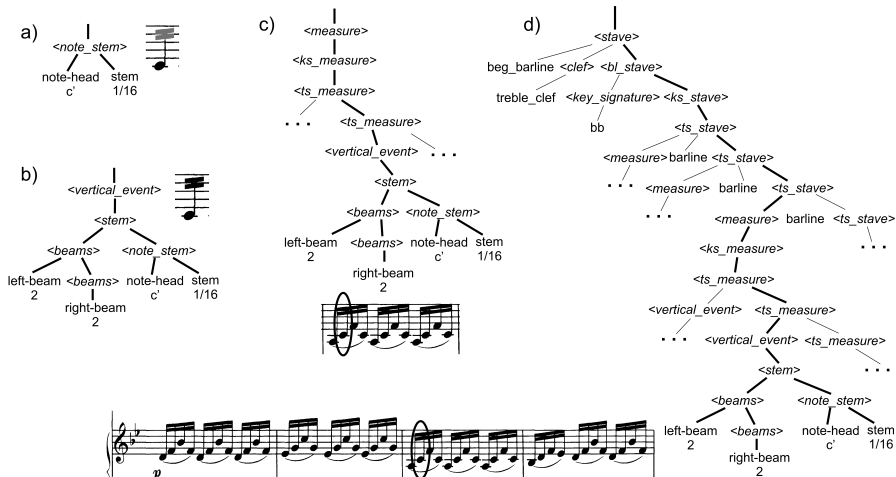 a)
<note_stem>
note-head stem
c' 1/16
b)
<vertical_event>
<stem>
<beams> <note_stem>
left-beam <beams> note-head stem
2 c' 1/16
right-beam
2
c)
<measure>
<ks_measure>
<ts_measure>
. . . <ts_measure>
<vertical_event> . . .
<stem>
<beams> <note_stem>
left-beam <beams> note-head stem
2 c' 1/16
right-beam
2
d)
<stave>
beg_barline <clef> <bl_stave>
treble_clef <key_signature> <ks_stave>
bb <ts_stave>
<measure> barline <ts_stave>
. . . <measure> barline <ts_stave>
. . . <measure> barline <ts_stave>
<ks_measure> . . .
<ts_measure>
<vertical_event> <ts_measure>
. . . <vertical_event> <ts_measure>
<stem> . . .
<beams> <note_stem>
left-beam <beams> note-head stem
2 c' 1/16
right-beam
2